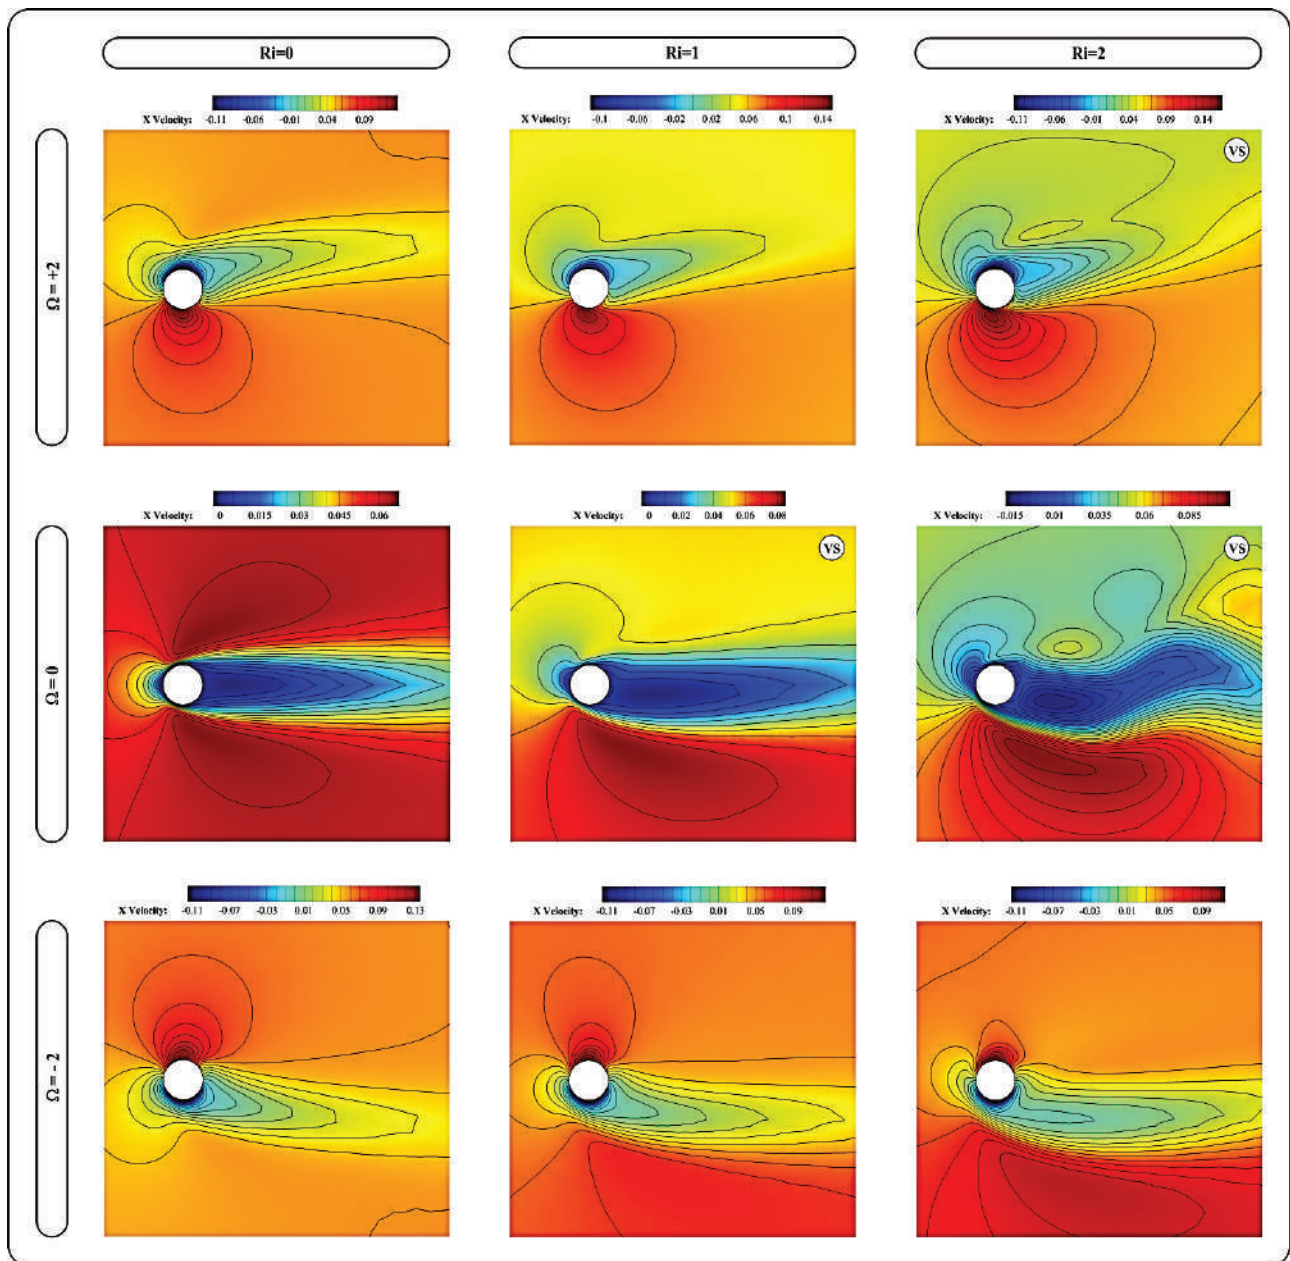 Ri=0
Ri=1
Ri=2
X Velocity: -0.11 -0.06 -0.01 0.04 0.09
X Velocity: -0.1 -0.06 -0.02 0.02 0.06 0.1 0.14
X Velocity: -0.11 -0.06 -0.01 0.04 0.09 0.14
Ω = +2
VS
X Velocity: 0 0.015 0.03 0.045 0.06
X Velocity: 0 0.02 0.04 0.06 0.08
X Velocity: -0.015 0.01 0.035 0.06 0.085
Ω = 0
VS
VS
X Velocity: -0.11 -0.07 -0.03 0.01 0.05 0.09 0.13
X Velocity: -0.11 -0.07 -0.03 0.01 0.05 0.09
X Velocity: -0.11 -0.07 -0.03 0.01 0.05 0.09
Ω = - 2